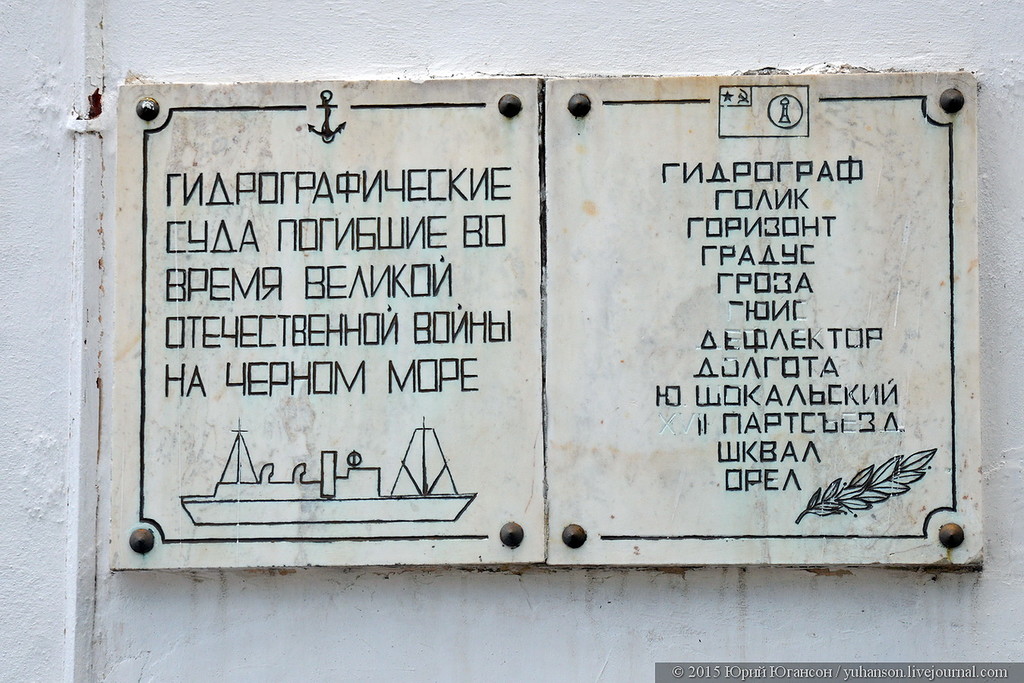 ГИДРОГРАФИЧЕСКИЕ
СУДА ПОГИБШИЕ ВО
ВРЕМЯ ВЕЛИКОЙ
ОТЕЧЕСТВЕННОЙ ВОЙНЫ
НА ЧЕРНОМ МОРЕ
ГИДРОГРАФ
ГОЛИК
ГОРИЗОНТ
ГРАДУС
ГРОЗА
ГЮИС
ДЕФЛЕКТОР
ДОЛГОТА
Ю ШОКАЛЬСКИЙ
ПАРТСЪЕЗД
ШКВАЛ
ОРЕЛ
© 2015 Юрий Югансон / yuhanson.livejournal.com